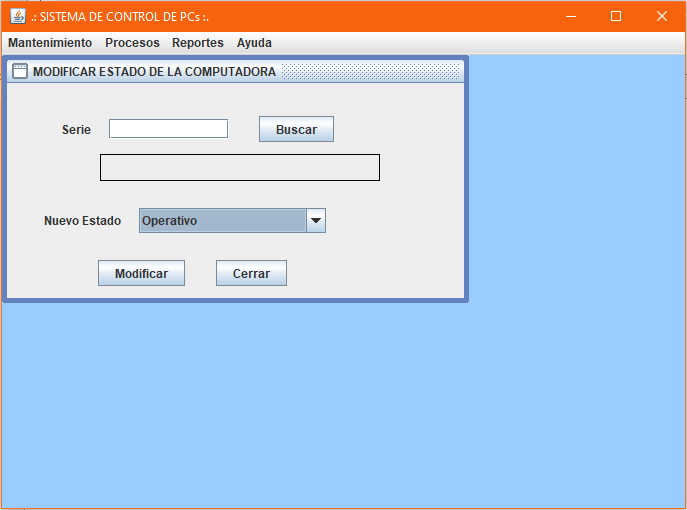 .: SISTEMA DE CONTROL DE PCs :.
Mantenimiento Procesos Reportes Ayuda
MODIFICAR ESTADO DE LA COMPUTADORA
Serie Buscar
Nuevo Estado Operativo
Modificar Cerrar